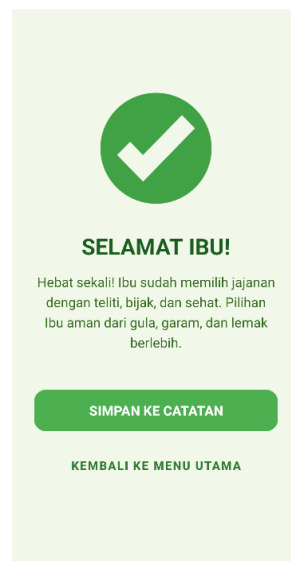 SELAMAT IBU!
Hebat sekali! Ibu sudah memilih jajanan
dengan teliti, bijak, dan sehat. Pilihan
Ibu aman dari gula, garam, dan lemak
berlebih.
SIMPAN KE CATATAN
KEMBALI KE MENU UTAMA